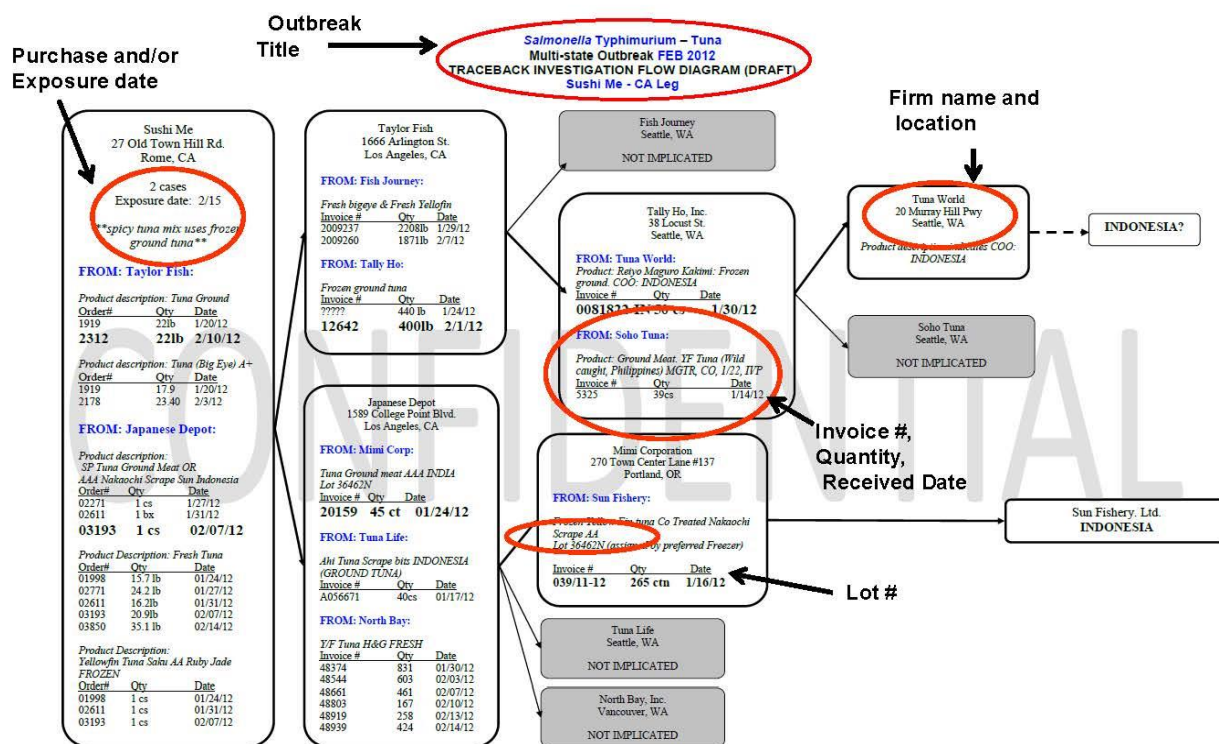 Outbreak
Title
Purchase and/or
Exposure date
Salmonella Typhimurium – Tuna
Multi-state Outbreak FEB 2012
TRACEBACK INVESTIGATION FLOW DIAGRAM (DRAFT)
Sushi Me - CA Leg
Firm name and
location
Sushi Me
27 Old Town Hill Rd.
Rome, CA
2 cases
Exposure date: 2/15
**spicy tuna mix uses frozen
ground tuna**
FROM: Taylor Fish:
Product description: Tuna Ground
Order# Qty Date
1919 22lb 1/20/12
2312 22lb 2/10/12
Product description: Tuna (Big Eye) A+
Order# Qty Date
1919 17.9 1/20/12
2178 23.40 2/3/12
FROM: Japanese Depot:
Product description:
SP Tuna Ground Meat OR
AAA Nakaochi Scrape Sun Indonesia
Order# Qty Date
02271 1 cs 1/27/12
02611 1 bx 1/31/12
03193 1 cs 02/07/12
Product Description: Fresh Tuna
Order# Qty Date
01998 15.7 lb 01/24/12
02771 24.2 lb 01/27/12
02611 16.2lb 01/31/12
03193 20.9lb 02/07/12
03850 35.1 lb 02/14/12
Product Description:
Yellowfin Tuna Saku AA Ruby Jade
FROZEN
Order# Qty Date
01998 1 cs 01/24/12
02611 1 cs 01/31/12
03193 1 cs 02/07/12
Taylor Fish
1666 Arlington St.
Los Angeles, CA
FROM: Fish Journey:
Fresh bigeye & Fresh Yellofin
Invoice # Qty Date
2009237 2208lb 1/29/12
2009260 1871lb 2/7/12
FROM: Tally Ho:
Frozen ground tuna
Invoice # Qty Date
????? 440 lb 1/24/12
12642 400lb 2/1/12
Japanese Depot
1589 College Point Blvd.
Los Angeles, CA
FROM: Mimi Corp:
Tuna Ground meat AAA INDIA
Lot 36462N
Invoice # Qty Date
20159 45 ct 01/24/12
FROM: Tuna Life:
Ahi Tuna Scrape bits INDONESIA
(GROUND TUNA)
Invoice # Qty Date
A056671 40cs 01/17/12
FROM: North Bay:
Y/F Tuna H&G FRESH
Invoice # Qty Date
48374 831 01/30/12
48544 603 02/03/12
48661 461 02/07/12
48803 167 02/10/12
48919 258 02/13/12
48939 424 02/14/12
Fish Journey
Seattle, WA
NOT IMPLICATED
Tally Ho, Inc.
38 Locust St.
Seattle, WA
FROM: Tuna World:
Product: Reiyo Maguro Kakimi: Frozen
ground. COO: INDONESIA
Invoice # Qty Date
0081822-IN 50 cs 1/30/12
FROM: Soho Tuna:
Product: Ground Meat. YF Tuna (Wild
caught, Philippines) MGTR, CO, 1/22, IVP
Invoice # Qty Date
5325 39cs 1/14/12
Mimi Corporation
270 Town Center Lane #137
Portland, OR
FROM: Sun Fishery:
Frozen Yellow Fin tuna Co Treated Nakaochi
Scrape AA
Lot 36462N (assigned by preferred Freezer)
Invoice # Qty Date
039/11-12 265 ctn 1/16/12
Tuna Life
Seattle, WA
NOT IMPLICATED
North Bay, Inc.
Vancouver, WA
NOT IMPLICATED
Tuna World
20 Murray Hill Pwy
Seattle, WA
Product description indicates COO:
INDONESIA
INDONESIA?
Soho Tuna
Seattle, WA
NOT IMPLICATED
Invoice #,
Quantity,
Received Date
Sun Fishery. Ltd.
INDONESIA
Lot #
CONFIDENTIAL